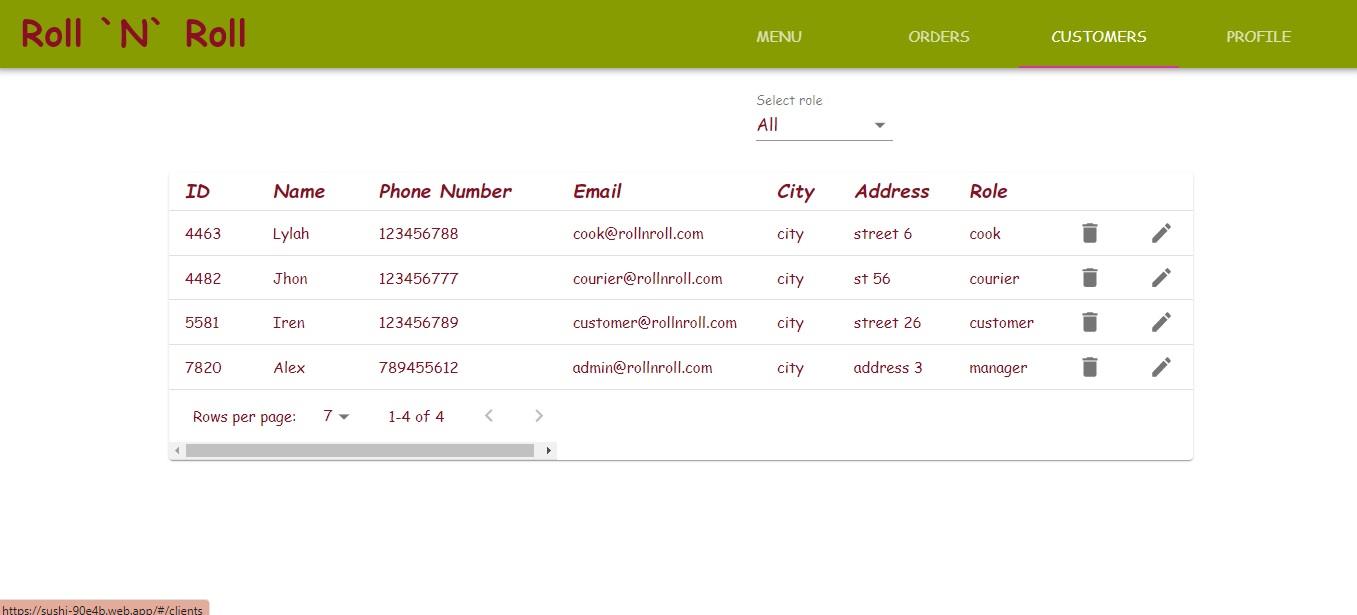 Roll `N` Roll MENU ORDERS CUSTOMERS PROFILE
Select role
All
ID Name Phone Number Email City Address Role
4463 Lylah 123456788 cook@rollnroll.com city street 6 cook
4482 Jhon 123456777 courier@rollnroll.com city st 56 courier
5581 Iren 123456789 customer@rollnroll.com city street 26 customer
7820 Alex 789455612 admin@rollnroll.com city address 3 manager
Rows per page: 7 1-4 of 4
https://sushi-90e4b.web.app/#/clients